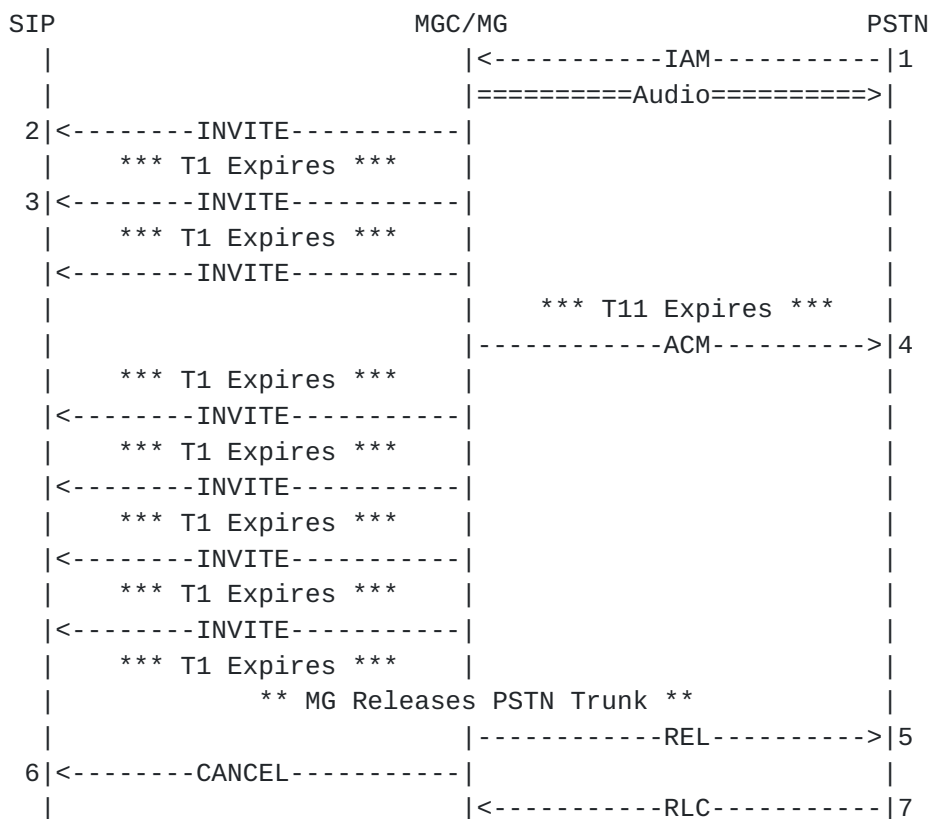 SIP                       MGC/MG                       PSTN
  |                          |<-----------IAM-----------|1
  |                          |==========Audio==========>|
 2|<--------INVITE-----------|                          |
  |    *** T1 Expires ***    |                          |
 3|<--------INVITE-----------|                          |
  |    *** T1 Expires ***    |                          |
  |<--------INVITE-----------|                          |
  |                          |    *** T11 Expires ***   |
  |                          |------------ACM---------->|4
  |    *** T1 Expires ***    |                          |
  |<--------INVITE-----------|                          |
  |    *** T1 Expires ***    |                          |
  |<--------INVITE-----------|                          |
  |    *** T1 Expires ***    |                          |
  |<--------INVITE-----------|                          |
  |    *** T1 Expires ***    |                          |
  |<--------INVITE-----------|                          |
  |    *** T1 Expires ***    |                          |
  |             ** MG Releases PSTN Trunk **            |
  |                          |------------REL---------->|5
 6|<--------CANCEL-----------|                          |
  |                          |<-----------RLC-----------|7